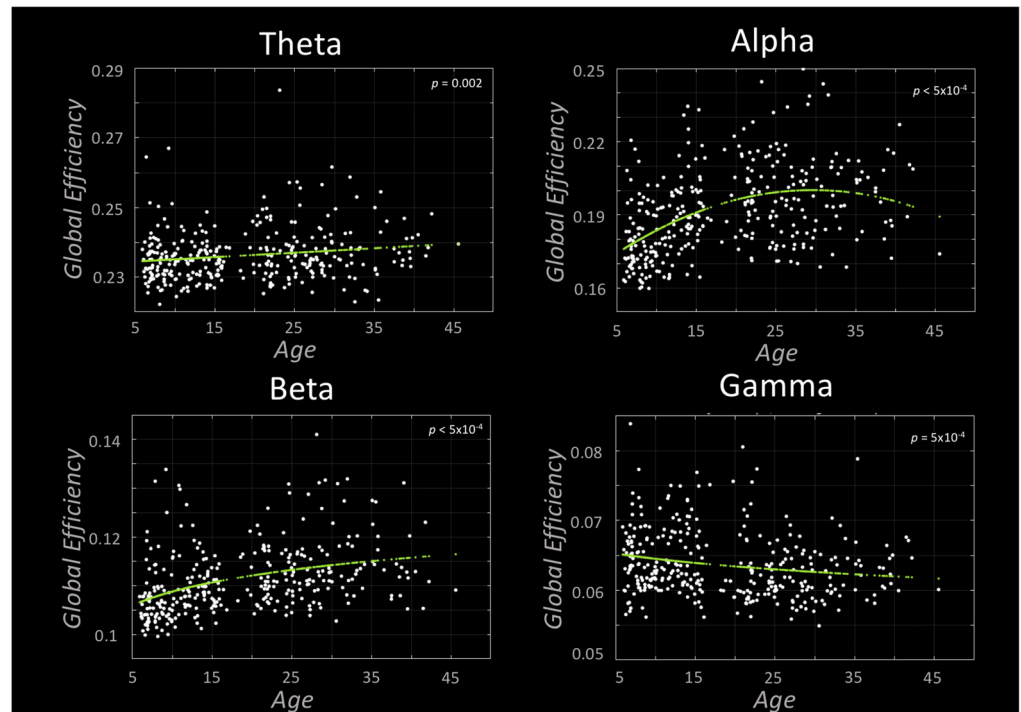 Theta
Global Efficiency
0.29
0.27
0.25
0.23
p = 0.002
5 15 25 35 45
Age
Alpha
Global Efficiency
0.25
0.22
0.19
0.16
p < 5x10⁻⁴
5 15 25 35 45
Age
Beta
Global Efficiency
0.14
0.12
0.1
p < 5x10⁻⁴
5 15 25 35 45
Age
Gamma
Global Efficiency
0.08
0.07
0.06
0.05
p = 5x10⁻⁴
5 15 25 35 45
Age